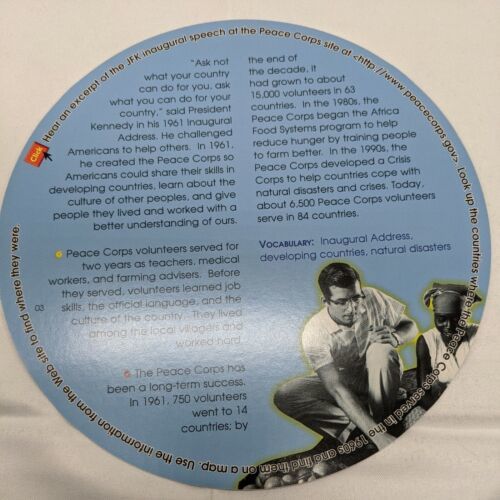 Hear an excerpt of the JFK inaugural speech at the Peace Corps site at <http://www.peacecorps.gov>. Look up the countries where the Peace Corps served in the 1960s and find them on a map. Use the information from the Web site to find where they were.
Click
"Ask not
what your country
can do for you, ask
what you can do for your
country," said President
Kennedy in his 1961 Inaugural
Address. He challenged
Americans to help others. In 1961,
he created the Peace Corps so
Americans could share their skills in
developing countries, learn about the
culture of other peoples, and give
people they lived and worked with a
better understanding of ours.
Peace Corps volunteers served for
two years as teachers, medical
workers, and farming advisers. Before
they served, volunteers learned job
skills, the official language, and the
culture of the country. They lived
among the local villagers and
worked hard.
The Peace Corps has
been a long-term success.
In 1961, 750 volunteers
went to 14
countries; by
the end of
the decade, it
had grown to about
15,000 volunteers in 63
countries. In the 1980s, the
Peace Corps began the Africa
Food Systems program to help
reduce hunger by training people
to farm better. In the 1990s, the
Peace Corps developed a Crisis
Corps to help countries cope with
natural disasters and crises. Today,
about 6,500 Peace Corps volunteers
serve in 84 countries.
VOCABULARY: Inaugural Address,
developing countries, natural disasters
03